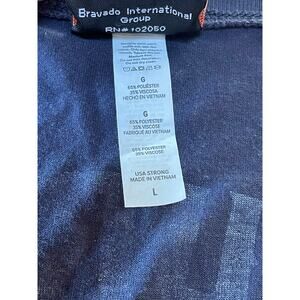 Bravado International
Group
RN# 102050
G
65% POLIÉSTER
35% VISCOSE
HECHO EN VIETNAM
G
65% POLYESTER
35% VISCOSE
FABRIQUÉ AU VIETNAM
65% POLYESTER
35% VISCOSE
USA STRONG
MADE IN VIETNAM
L